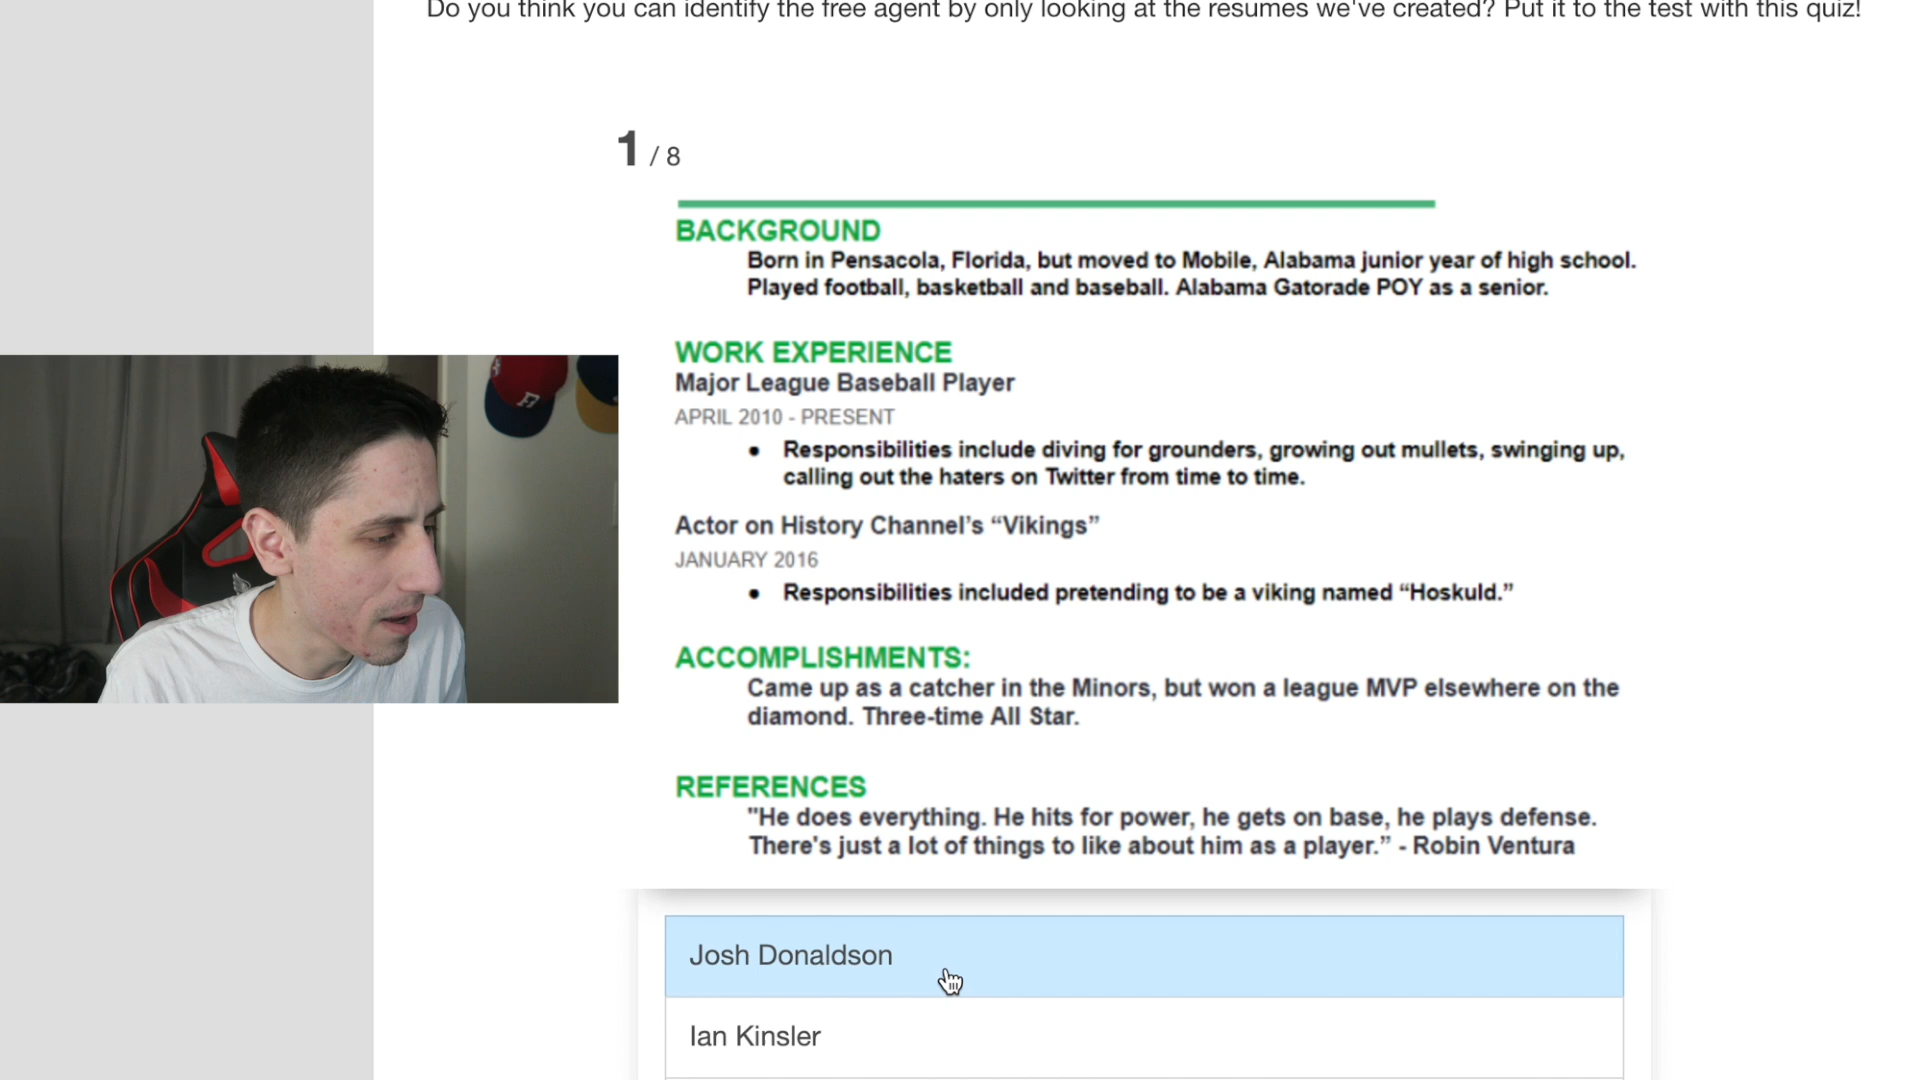 Do you think you can identify the free agent by only looking at the resumes we've created? Put it to the test with this quiz!
1 / 8
BACKGROUND
Born in Pensacola, Florida, but moved to Mobile, Alabama junior year of high school.
Played football, basketball and baseball. Alabama Gatorade POY as a senior.
WORK EXPERIENCE
Major League Baseball Player
APRIL 2010 - PRESENT
• Responsibilities include diving for grounders, growing out mullets, swinging up,
calling out the haters on Twitter from time to time.
Actor on History Channel’s “Vikings”
JANUARY 2016
• Responsibilities included pretending to be a viking named “Hoskuld.”
ACCOMPLISHMENTS:
Came up as a catcher in the Minors, but won a league MVP elsewhere on the
diamond. Three-time All Star.
REFERENCES
"He does everything. He hits for power, he gets on base, he plays defense.
There's just a lot of things to like about him as a player.” - Robin Ventura
Josh Donaldson
Ian Kinsler